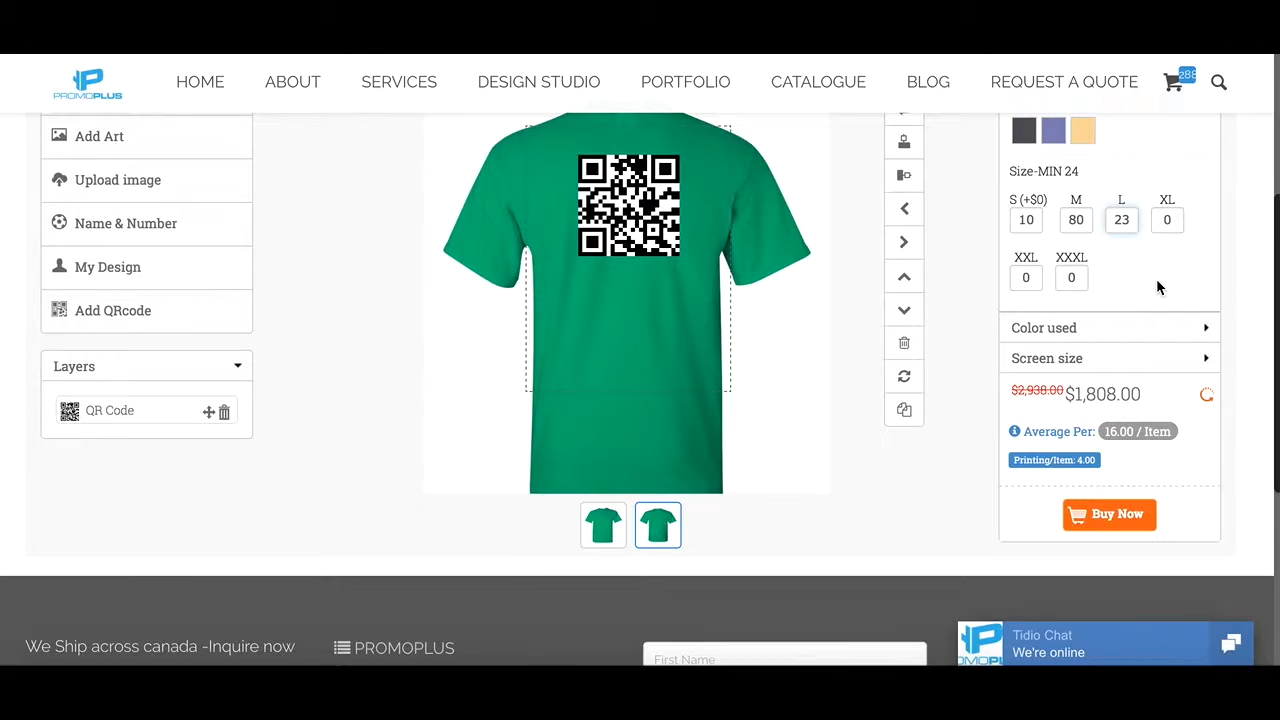 PROMOPLUS
HOME
ABOUT
SERVICES
DESIGN STUDIO
PORTFOLIO
CATALOGUE
BLOG
REQUEST A QUOTE
288
Add Art
Upload image
Name & Number
My Design
Add QRcode
Layers
QR Code
Size-MIN 24
S (+$0) M L XL
10 80 23 0
XXL XXXL
0 0
Color used
Screen size
$2,938.00 $1,808.00
Average Per: 16.00 / Item
Printing/Item: 4.00
Buy Now
We Ship across canada -Inquire now
PROMOPLUS
First Name
Tidio Chat
We're online